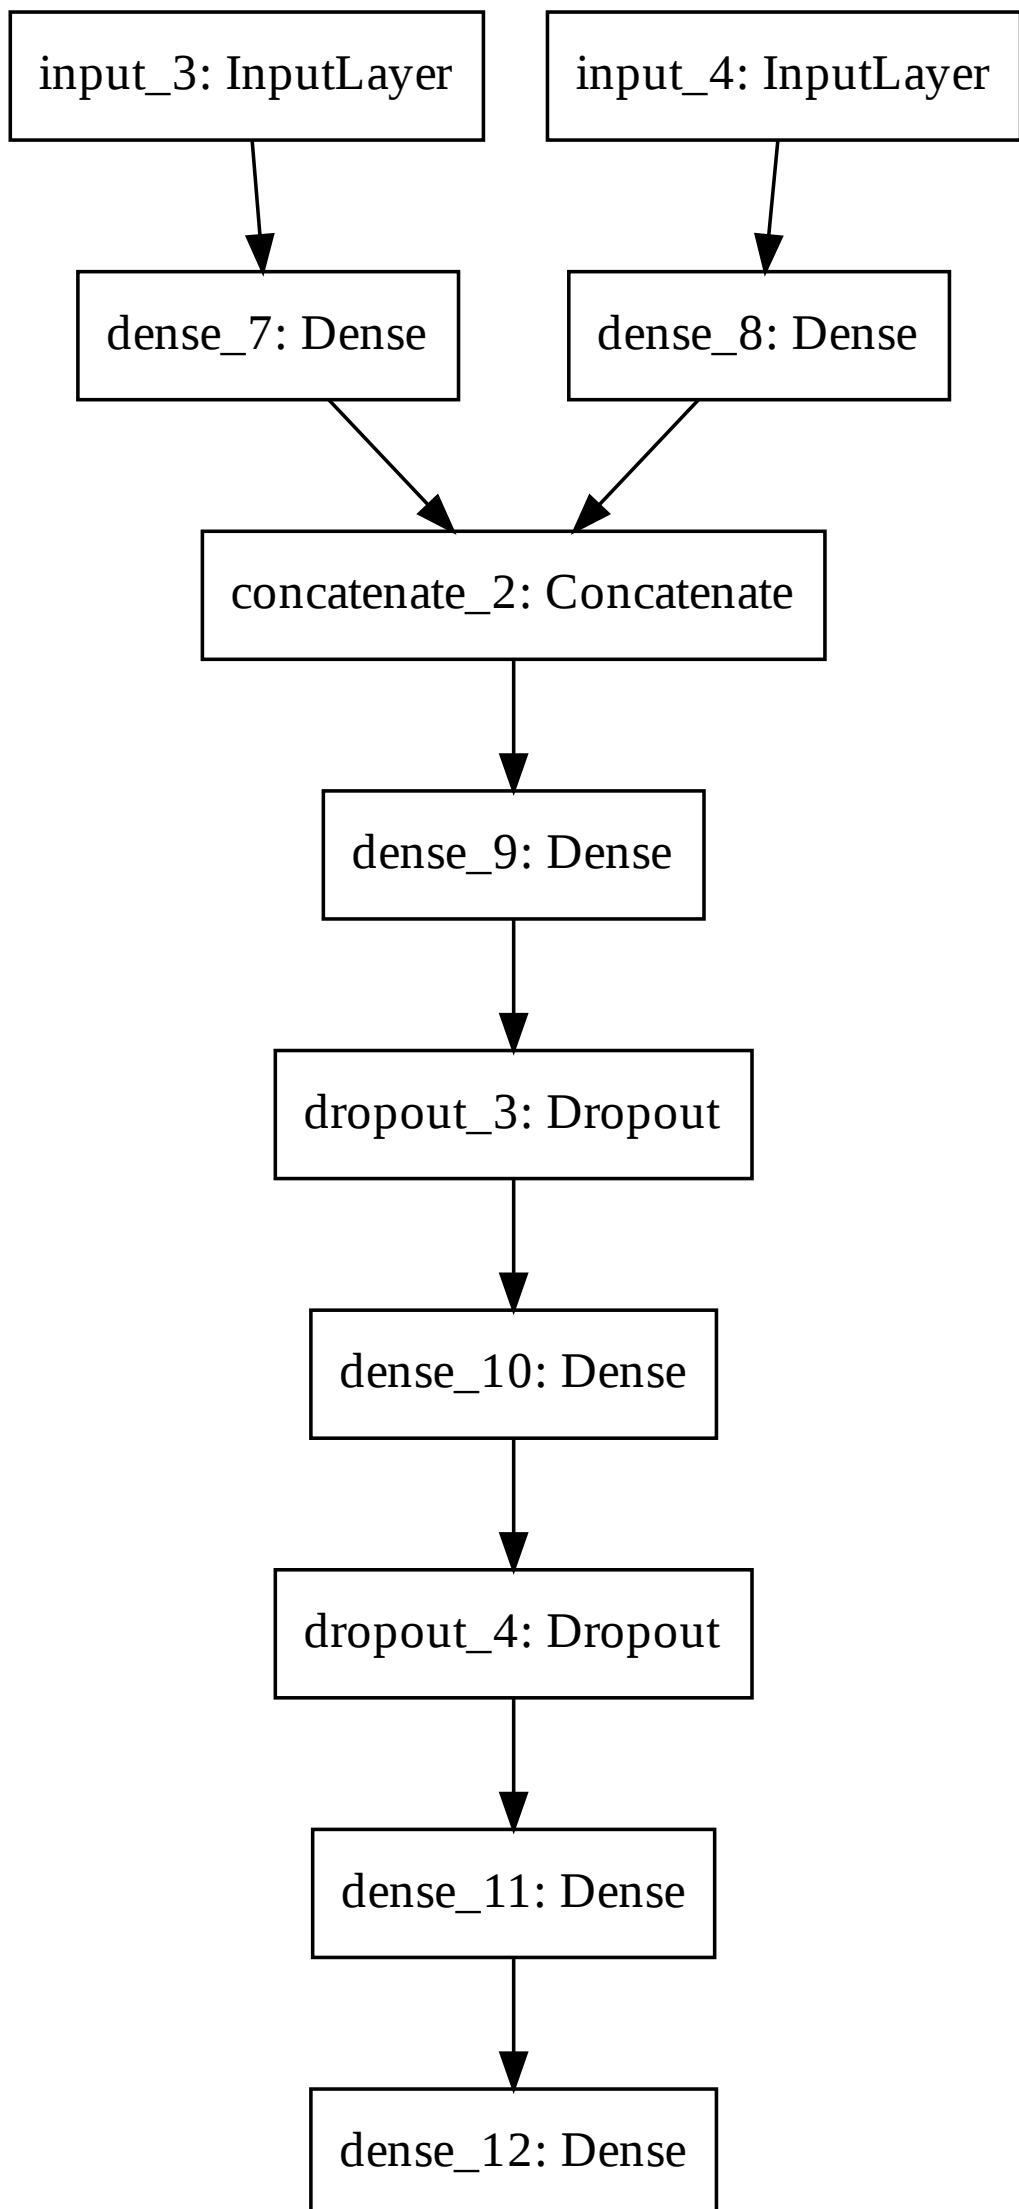 input_3: InputLayer
input_4: InputLayer
dense_7: Dense
dense_8: Dense
concatenate_2: Concatenate
dense_9: Dense
dropout_3: Dropout
dense_10: Dense
dropout_4: Dropout
dense_11: Dense
dense_12: Dense